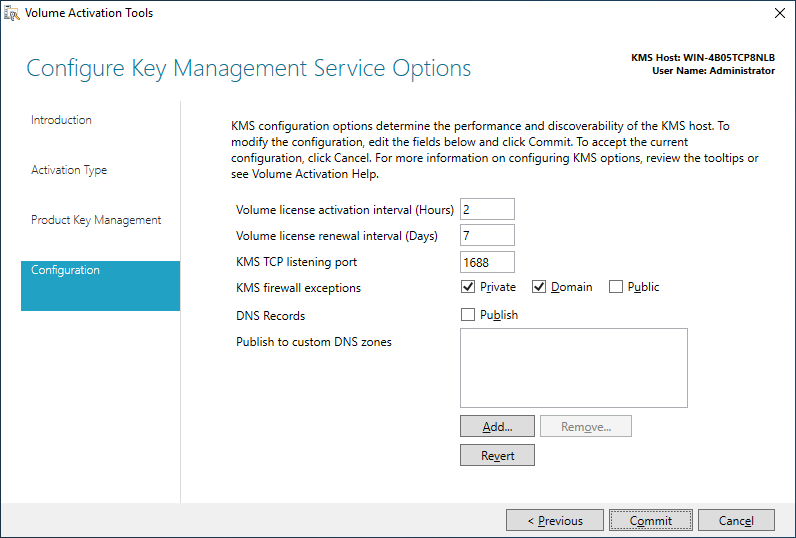 Volume Activation Tools
Configure Key Management Service Options
KMS Host: WIN-4B05TCP8NLB
User Name: Administrator
Introduction
Activation Type
Product Key Management
Configuration
KMS configuration options determine the performance and discoverability of the KMS host. To
modify the configuration, edit the fields below and click Commit. To accept the current
configuration, click Cancel. For more information on configuring KMS options, review the tooltips or
see Volume Activation Help.
Volume license activation interval (Hours) 2
Volume license renewal interval (Days) 7
KMS TCP listening port 1688
KMS firewall exceptions Private Domain Public
DNS Records Publish
Publish to custom DNS zones
Add... Remove...
Revert
< Previous Commit Cancel